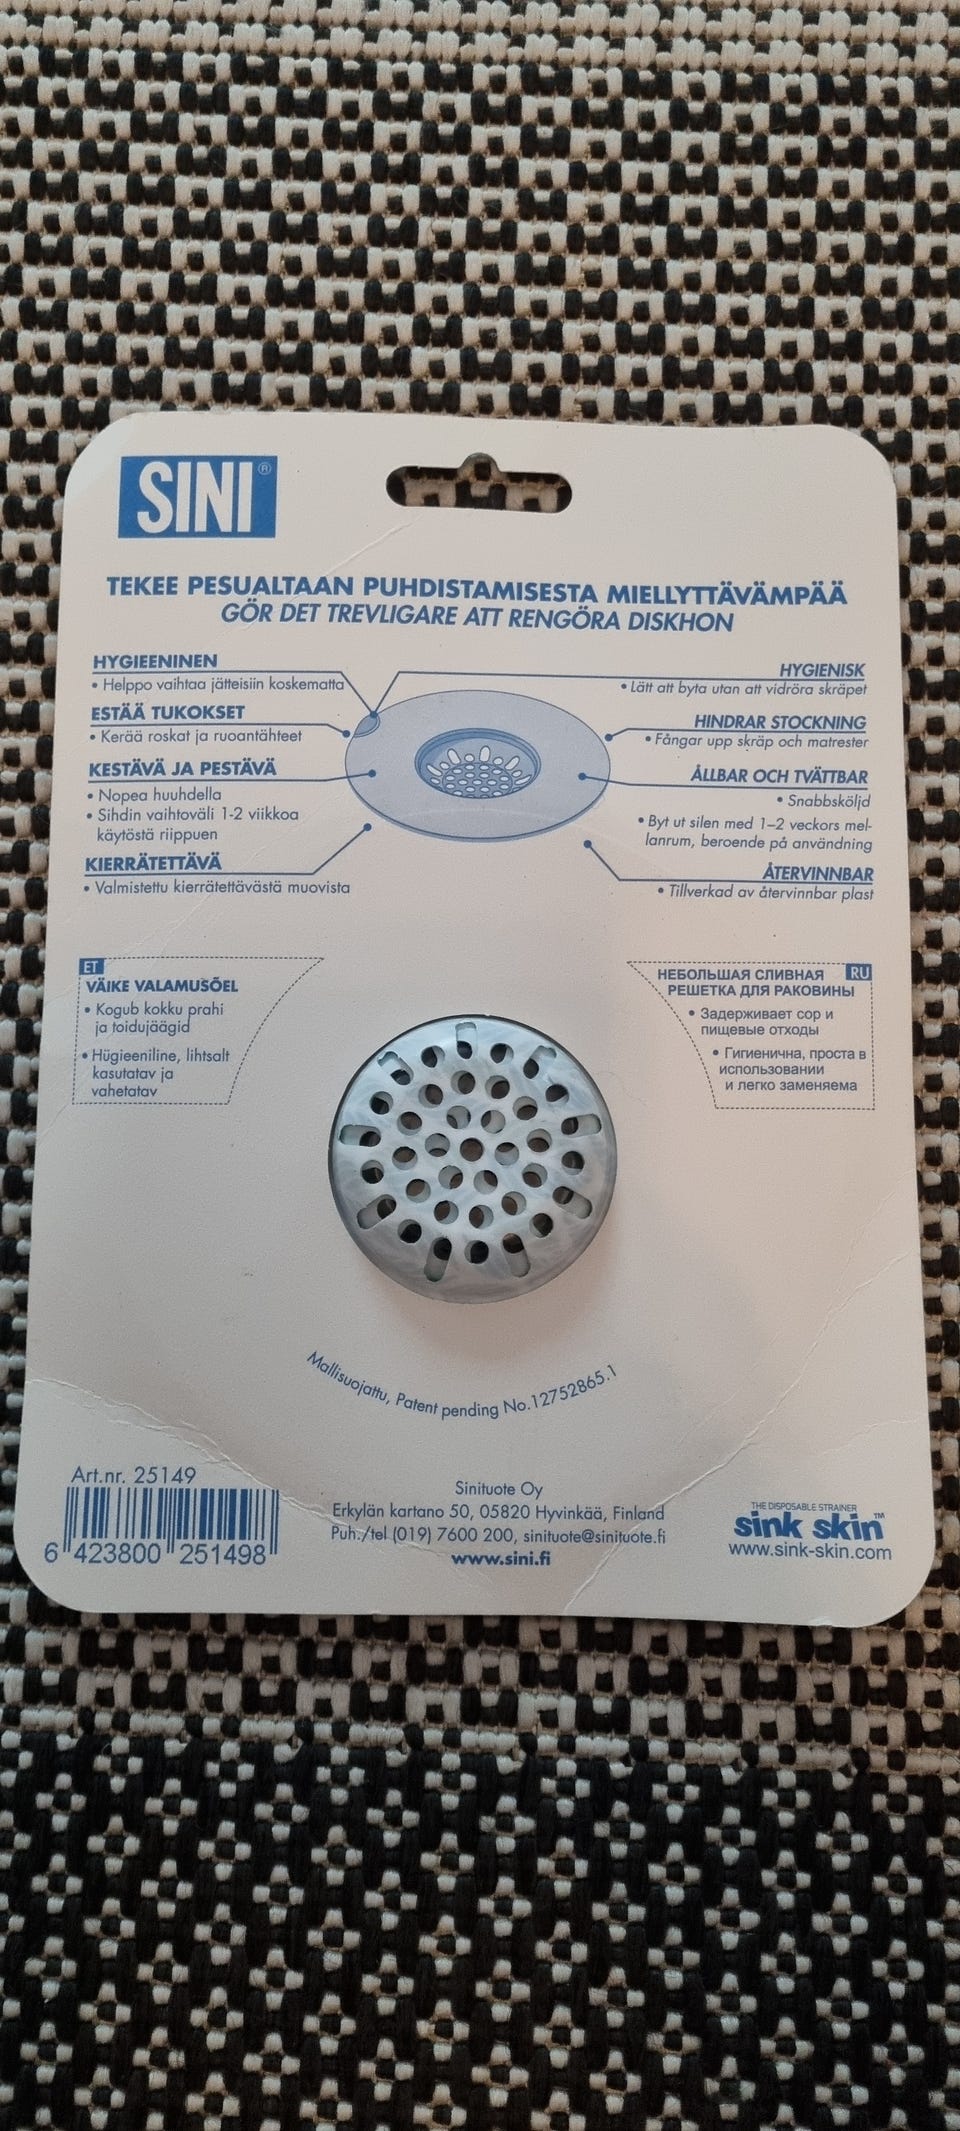 SINI®
TEKEE PESUALTAAN PUHDISTAMISESTA MIELLYTTÄVÄMPÄÄ
GÖR DET TREVLIGARE ATT RENGÖRA DISKHON
HYGIEENINEN
• Helppo vaihtaa jätteisiin koskematta
ESTÄÄ TUKOKSET
• Kerää roskat ja ruoantähteet
KESTÄVÄ JA PESTÄVÄ
• Nopea huuhdella
• Sihdin vaihtoväli 1-2 viikkoa
käytöstä riippuen
KIERRÄTETTÄVÄ
• Valmistettu kierrätettävästä muovista
HYGIENISK
• Lätt att byta utan att vidröra skräpet
HINDRAR STOCKNING
• Fångar upp skräp och matrester
ÅLLBAR OCH TVÄTTBAR
• Snabbsköljd
• Byt ut silen med 1–2 veckors mel-
lanrum, beroende på användning
ÅTERVINNBAR
• Tillverkad av återvinnbar plast
ET
VÄIKE VALAMUSÕEL
• Kogub kokku prahi
ja toidujäägid
• Hügieeniline, lihtsalt
kasutatav ja
vahetatav
RU
НЕБОЛЬШАЯ СЛИВНАЯ
РЕШЕТКА ДЛЯ РАКОВИНЫ
• Задерживает сор и
пищевые отходы
• Гигиенична, проста в
использовании
и легко заменяема
Mallisuojattu, Patent pending No.12752865.1
Art.nr. 25149
6 423800 251498
Sinituote Oy
Erkylän kartano 50, 05820 Hyvinkää, Finland
Puh./tel (019) 7600 200, sinituote@sinituote.fi
www.sini.fi
THE DISPOSABLE STRAINER
sink skin™
www.sink-skin.com